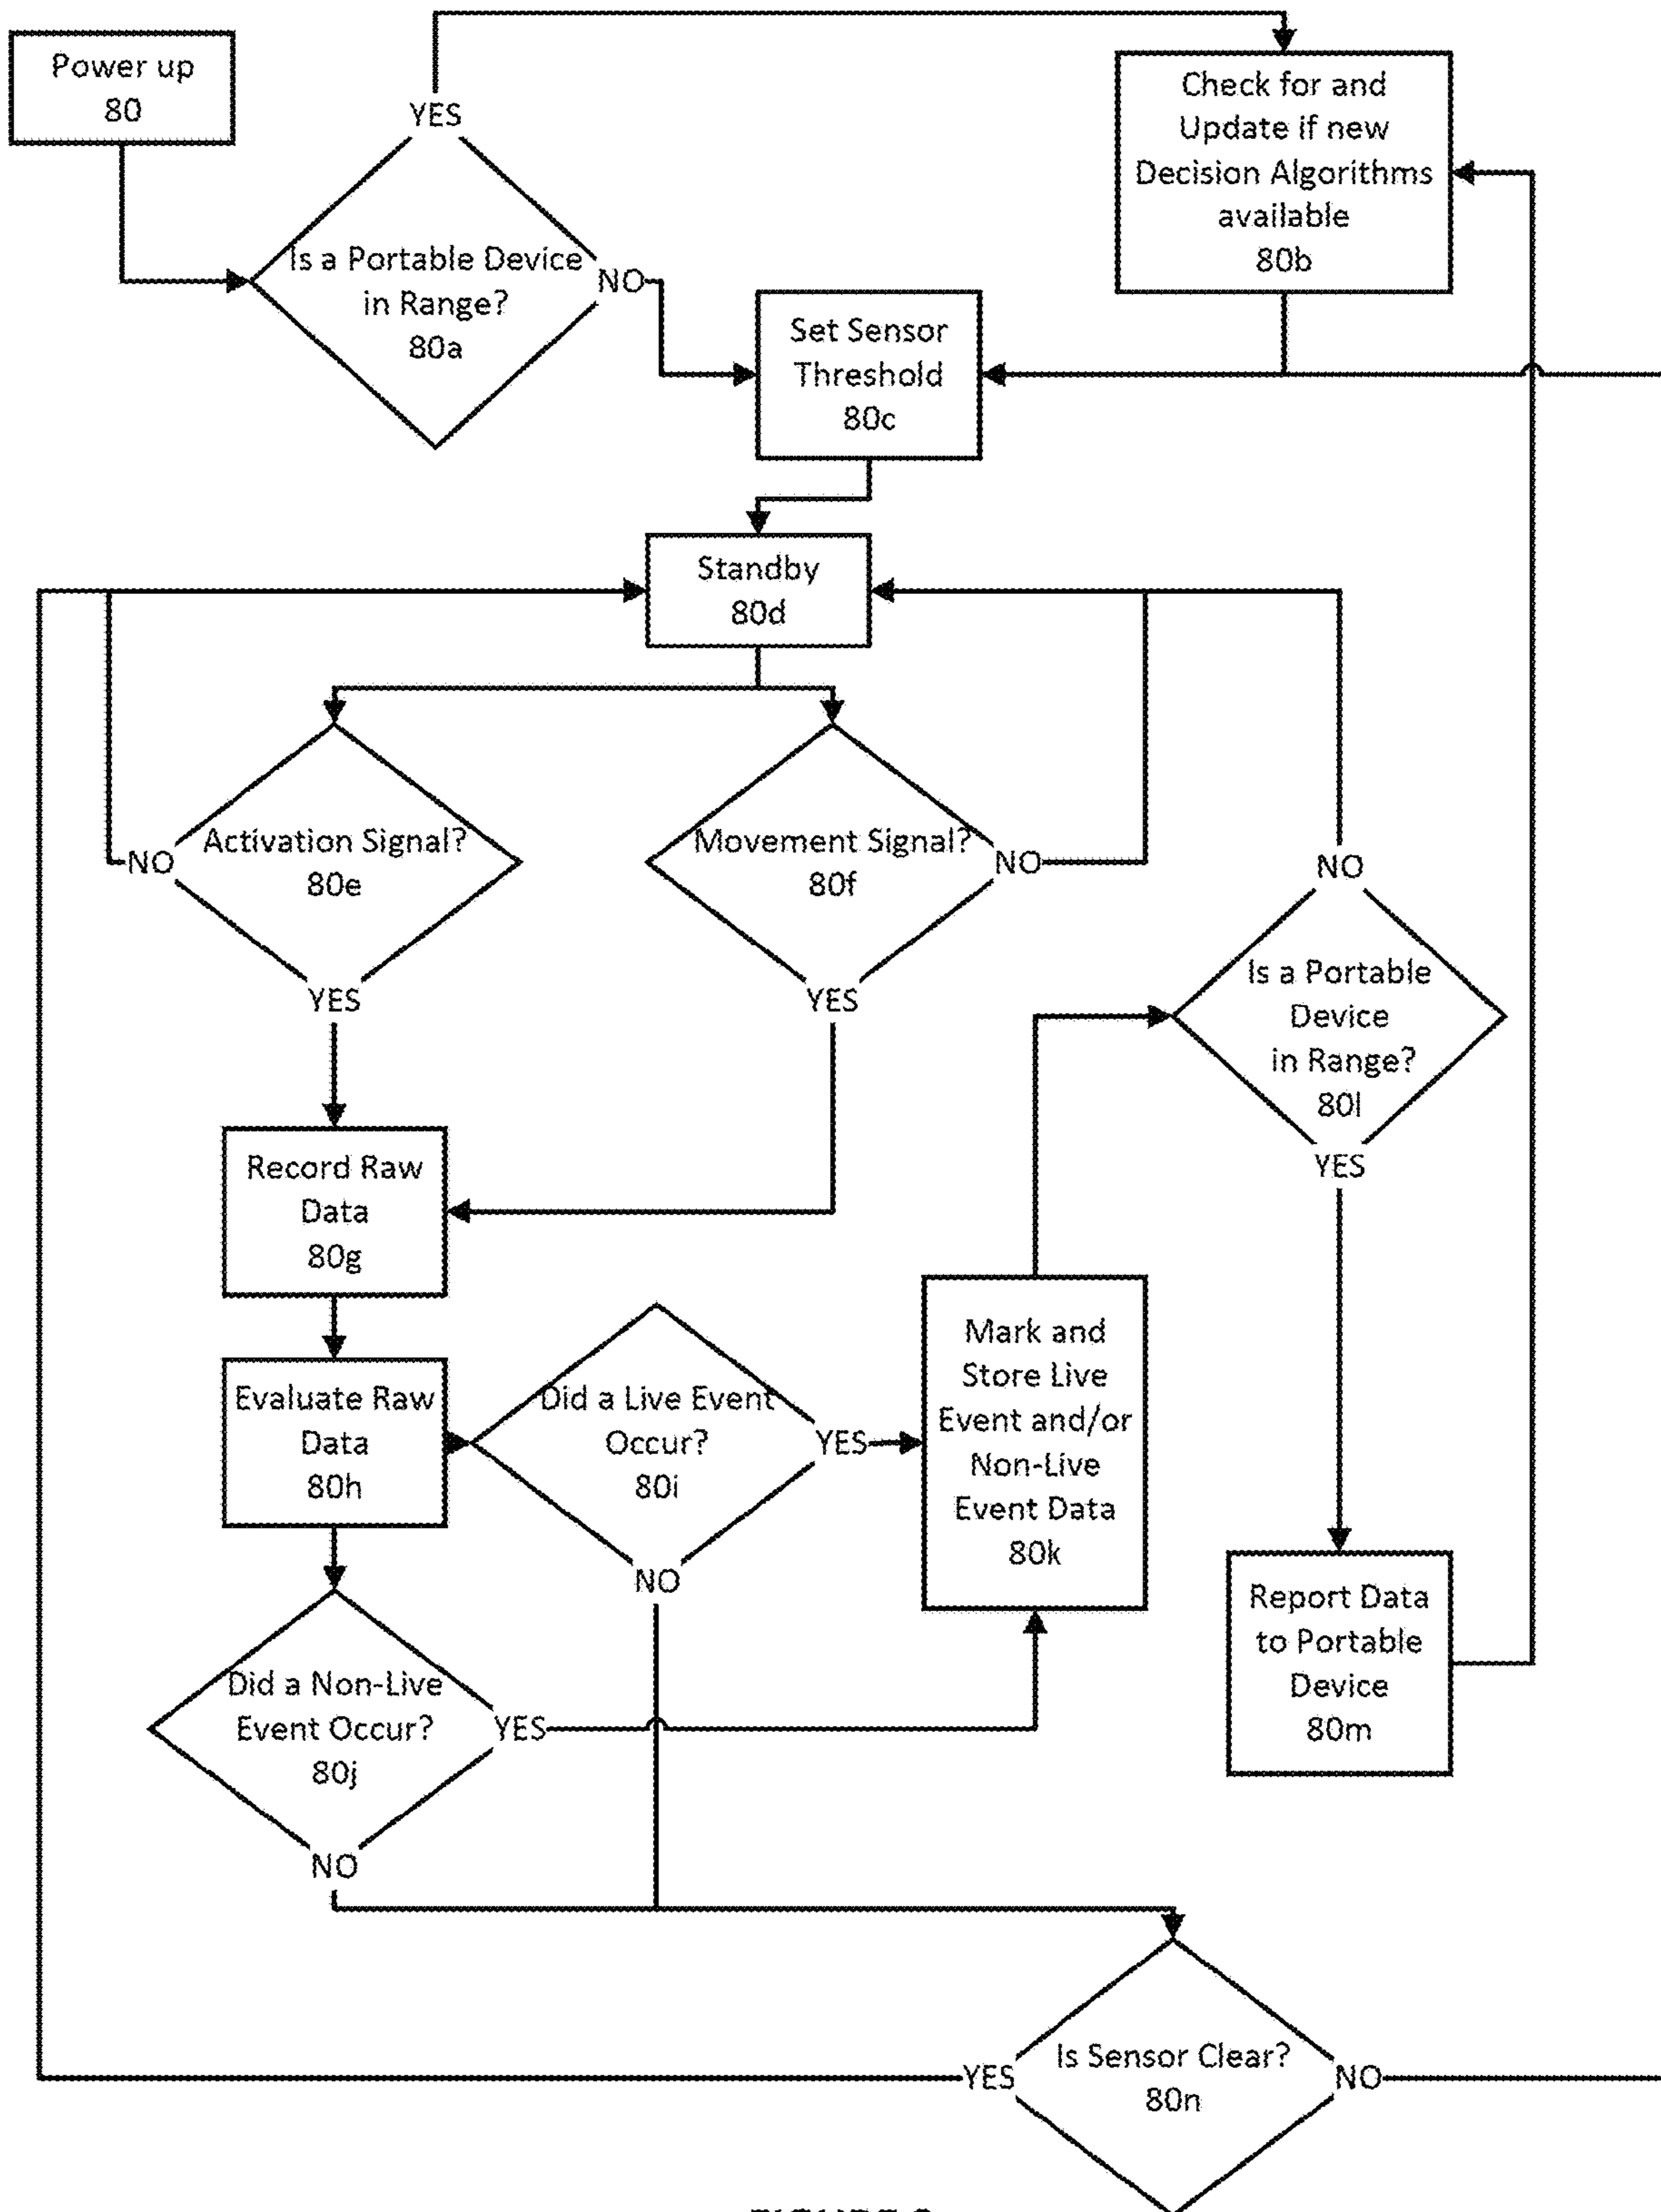 Power up
80
YES
Is a Portable Device
in Range?
80a
NO
Check for and
Update if new
Decision Algorithms
available
80b
Set Sensor
Threshold
80c
Standby
80d
Activation Signal?
80e
NO
YES
Movement Signal?
80f
NO
YES
NO
Is a Portable
Device
in Range?
80l
YES
Record Raw
Data
80g
Evaluate Raw
Data
80h
Did a Live Event
Occur?
80i
YES
NO
Mark and
Store Live
Event and/or
Non-Live
Event Data
80k
Report Data
to Portable
Device
80m
Did a Non-Live
Event Occur?
80j
YES
NO
YES
Is Sensor Clear?
80n
NO